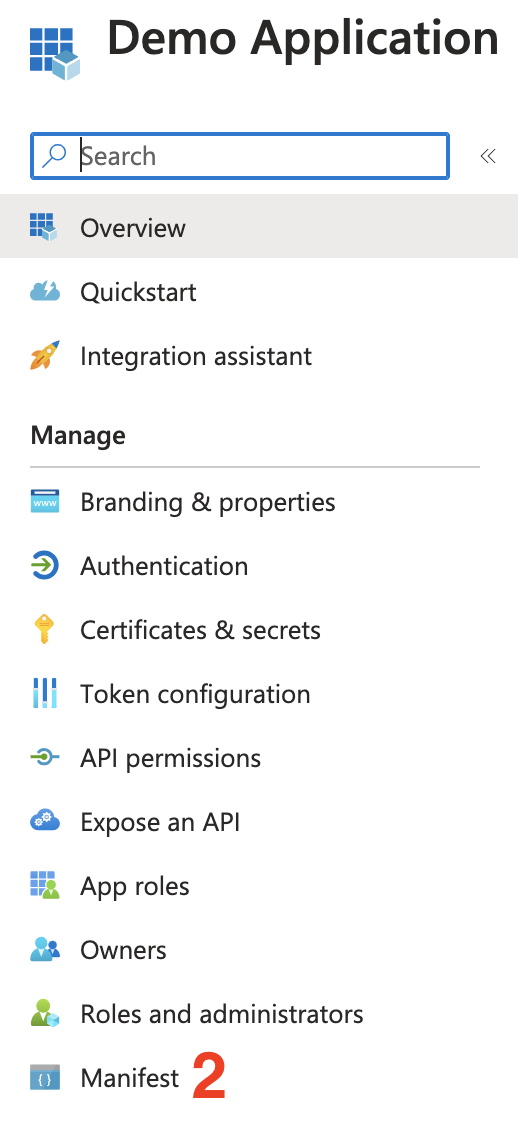 Demo Application
Search
Overview
Quickstart
Integration assistant
Manage
www
Branding & properties
Authentication
Certificates & secrets
Token configuration
API permissions
Expose an API
App roles
Owners
Roles and administrators
Manifest 2